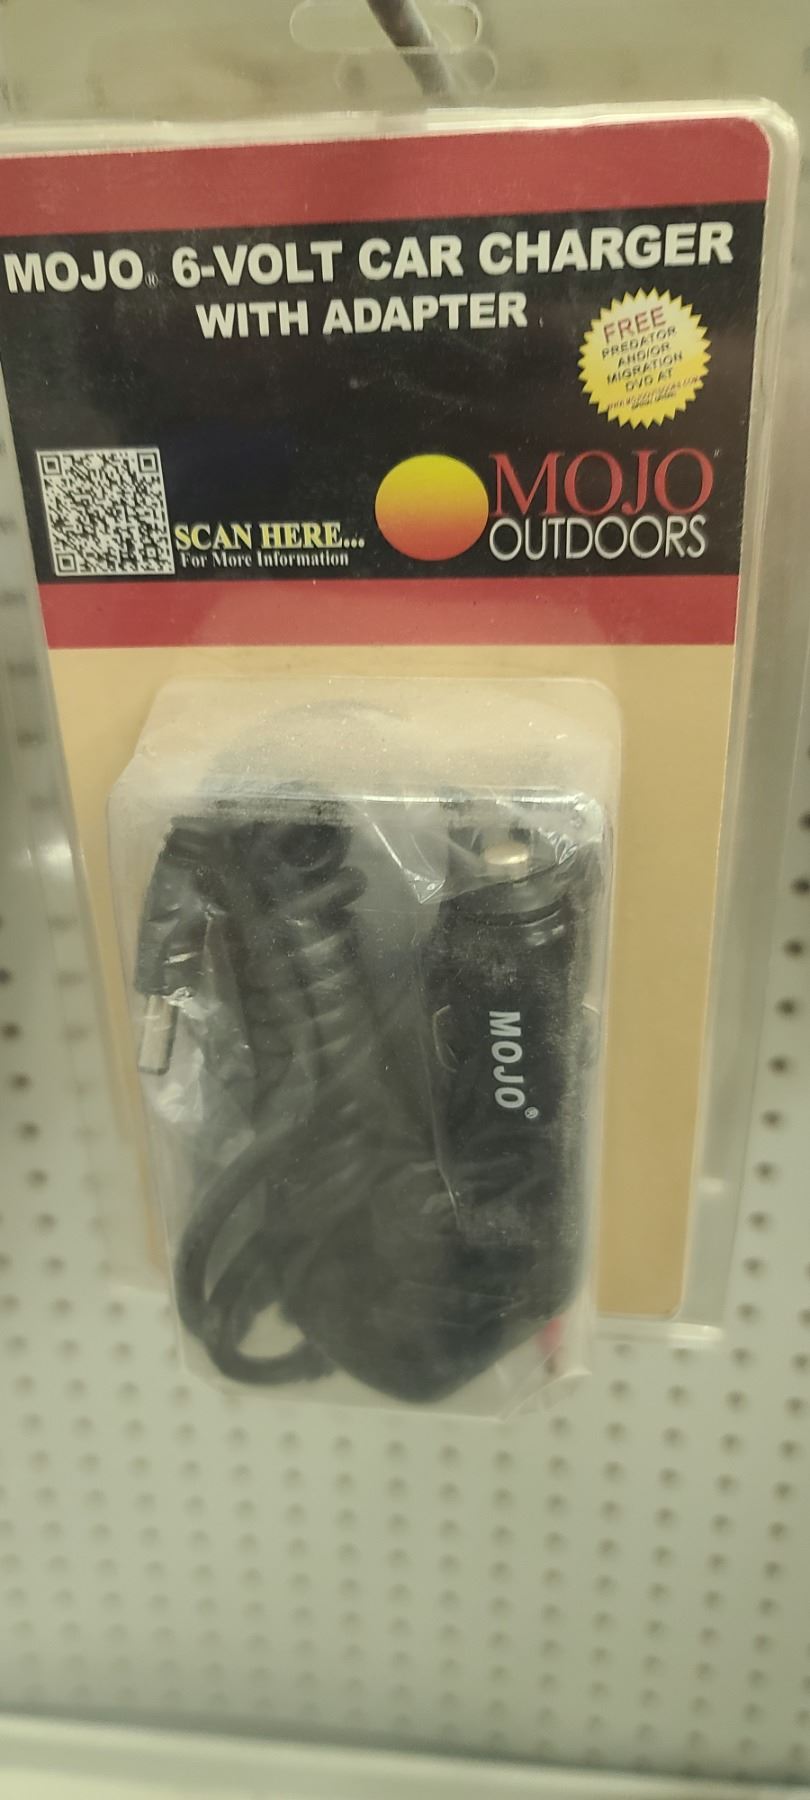 MOJO® 6-VOLT CAR CHARGER
WITH ADAPTER
FREE
PREDATOR
AND/OR
MIGRATION
DVD AT
SCAN HERE...
For More Information
MOJO
OUTDOORS
MOJO®